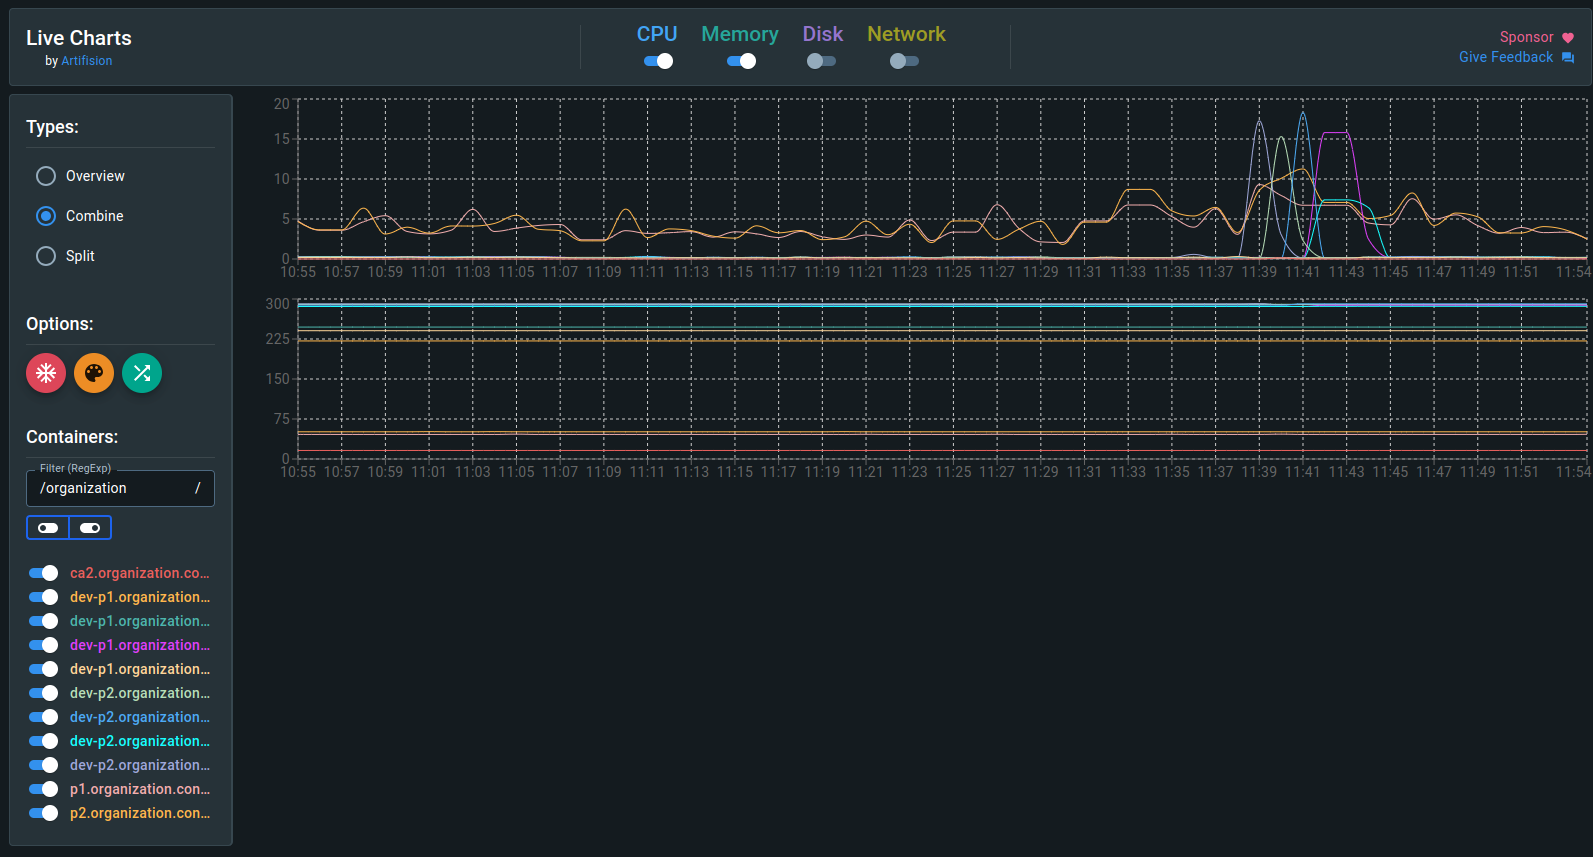 Live Charts
by Artifision
CPU Memory Disk Network
Sponsor
Give Feedback
Types:
Overview
Combine
Split
Options:
Containers:
Filter (RegExp)
/organization /
ca2.organization.co...
dev-p1.organization...
dev-p1.organization...
dev-p1.organization...
dev-p1.organization...
dev-p2.organization...
dev-p2.organization...
dev-p2.organization...
dev-p2.organization...
p1.organization.con...
p2.organization.con...
20
15
10
5
0
10:55 10:57 10:59 11:01 11:03 11:05 11:07 11:09 11:11 11:13 11:15 11:17 11:19 11:21 11:23 11:25 11:27 11:29 11:31 11:33 11:35 11:37 11:39 11:41 11:43 11:45 11:47 11:49 11:51 11:54
300
225
150
75
0
10:55 10:57 10:59 11:01 11:03 11:05 11:07 11:09 11:11 11:13 11:15 11:17 11:19 11:21 11:23 11:25 11:27 11:29 11:31 11:33 11:35 11:37 11:39 11:41 11:43 11:45 11:47 11:49 11:51 11:54